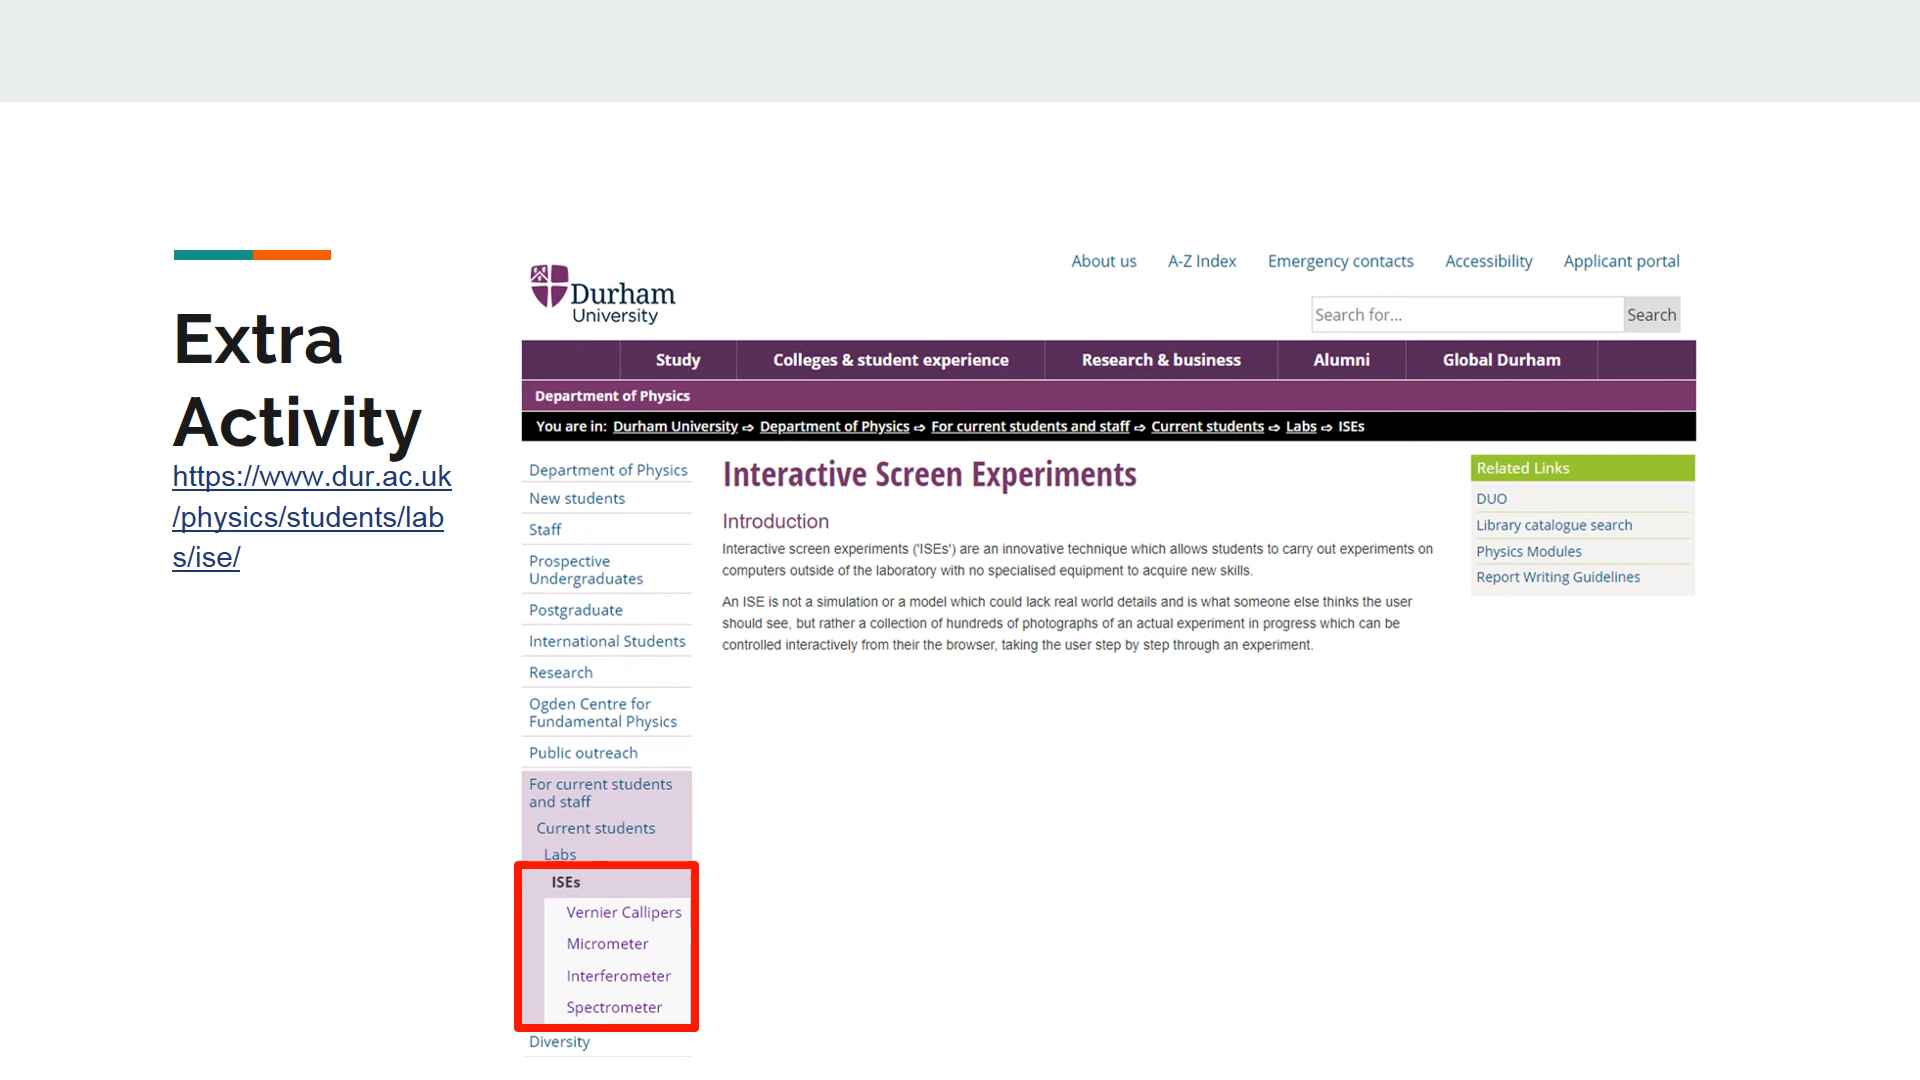 Extra
Activity
https://www.dur.ac.uk
/physics/students/lab
s/ise/
Durham
University
About us
A-Z Index
Emergency contacts
Accessibility
Applicant portal
Search for...
Search
Study
Colleges & student experience
Research & business
Alumni
Global Durham
Department of Physics
You are in: Durham University ⇨ Department of Physics ⇨ For current students and staff ⇨ Current students ⇨ Labs ⇨ ISEs
Department of Physics
New students
Staff
Prospective
Undergraduates
Postgraduate
International Students
Research
Ogden Centre for
Fundamental Physics
Public outreach
For current students
and staff
Current students
Labs
ISEs
Vernier Callipers
Micrometer
Interferometer
Spectrometer
Diversity
Interactive Screen Experiments
Introduction
Interactive screen experiments ('ISEs') are an innovative technique which allows students to carry out experiments on
computers outside of the laboratory with no specialised equipment to acquire new skills.
An ISE is not a simulation or a model which could lack real world details and is what someone else thinks the user
should see, but rather a collection of hundreds of photographs of an actual experiment in progress which can be
controlled interactively from their the browser, taking the user step by step through an experiment.
Related Links
DUO
Library catalogue search
Physics Modules
Report Writing Guidelines